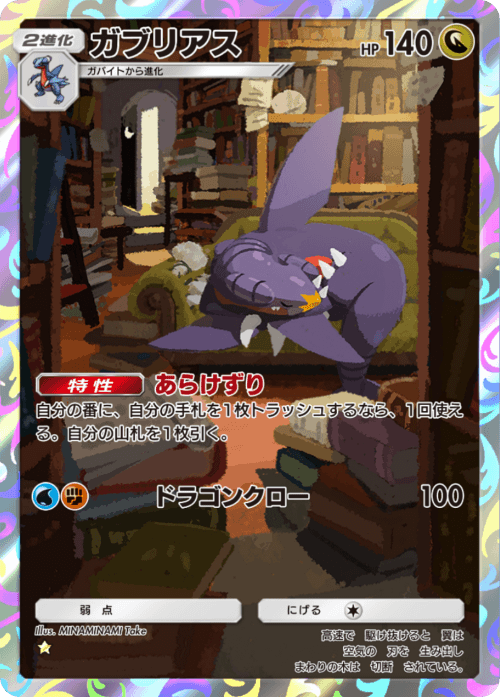 2進化 ガブリアス HP 140
ガバイトから進化
特性 あらけずり
自分の番に、自分の手札を1枚トラッシュするなら、1回使え
る。自分の山札を1枚引く。
ドラゴンクロー 100
弱点 にげる
Illus. MINAMINAMI Take
高速で 駆け抜けると 翼は
空気の 刃を 生み出し
まわりの木は 切断 されている。